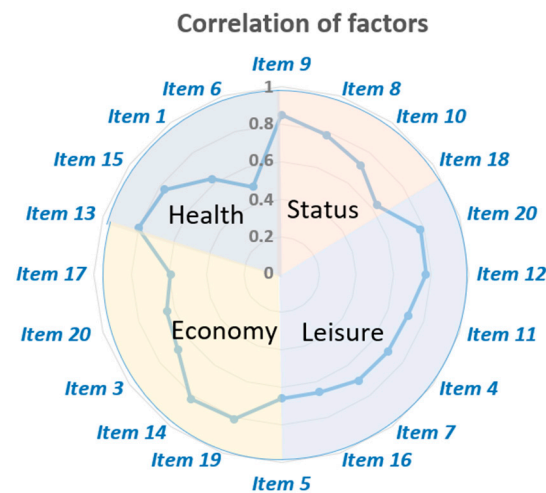 Correlation of factors
Item 9
Item 6
Item 8
1
Item 1
Item 10
0.8
Item 15
Item 18
0.6
Item 13
0.4
Item 20
Health
Status
0.2
Item 17
0
Item 12
Item 20
Economy
Leisure
Item 11
Item 3
Item 4
Item 14
Item 7
Item 19
Item 16
Item 5